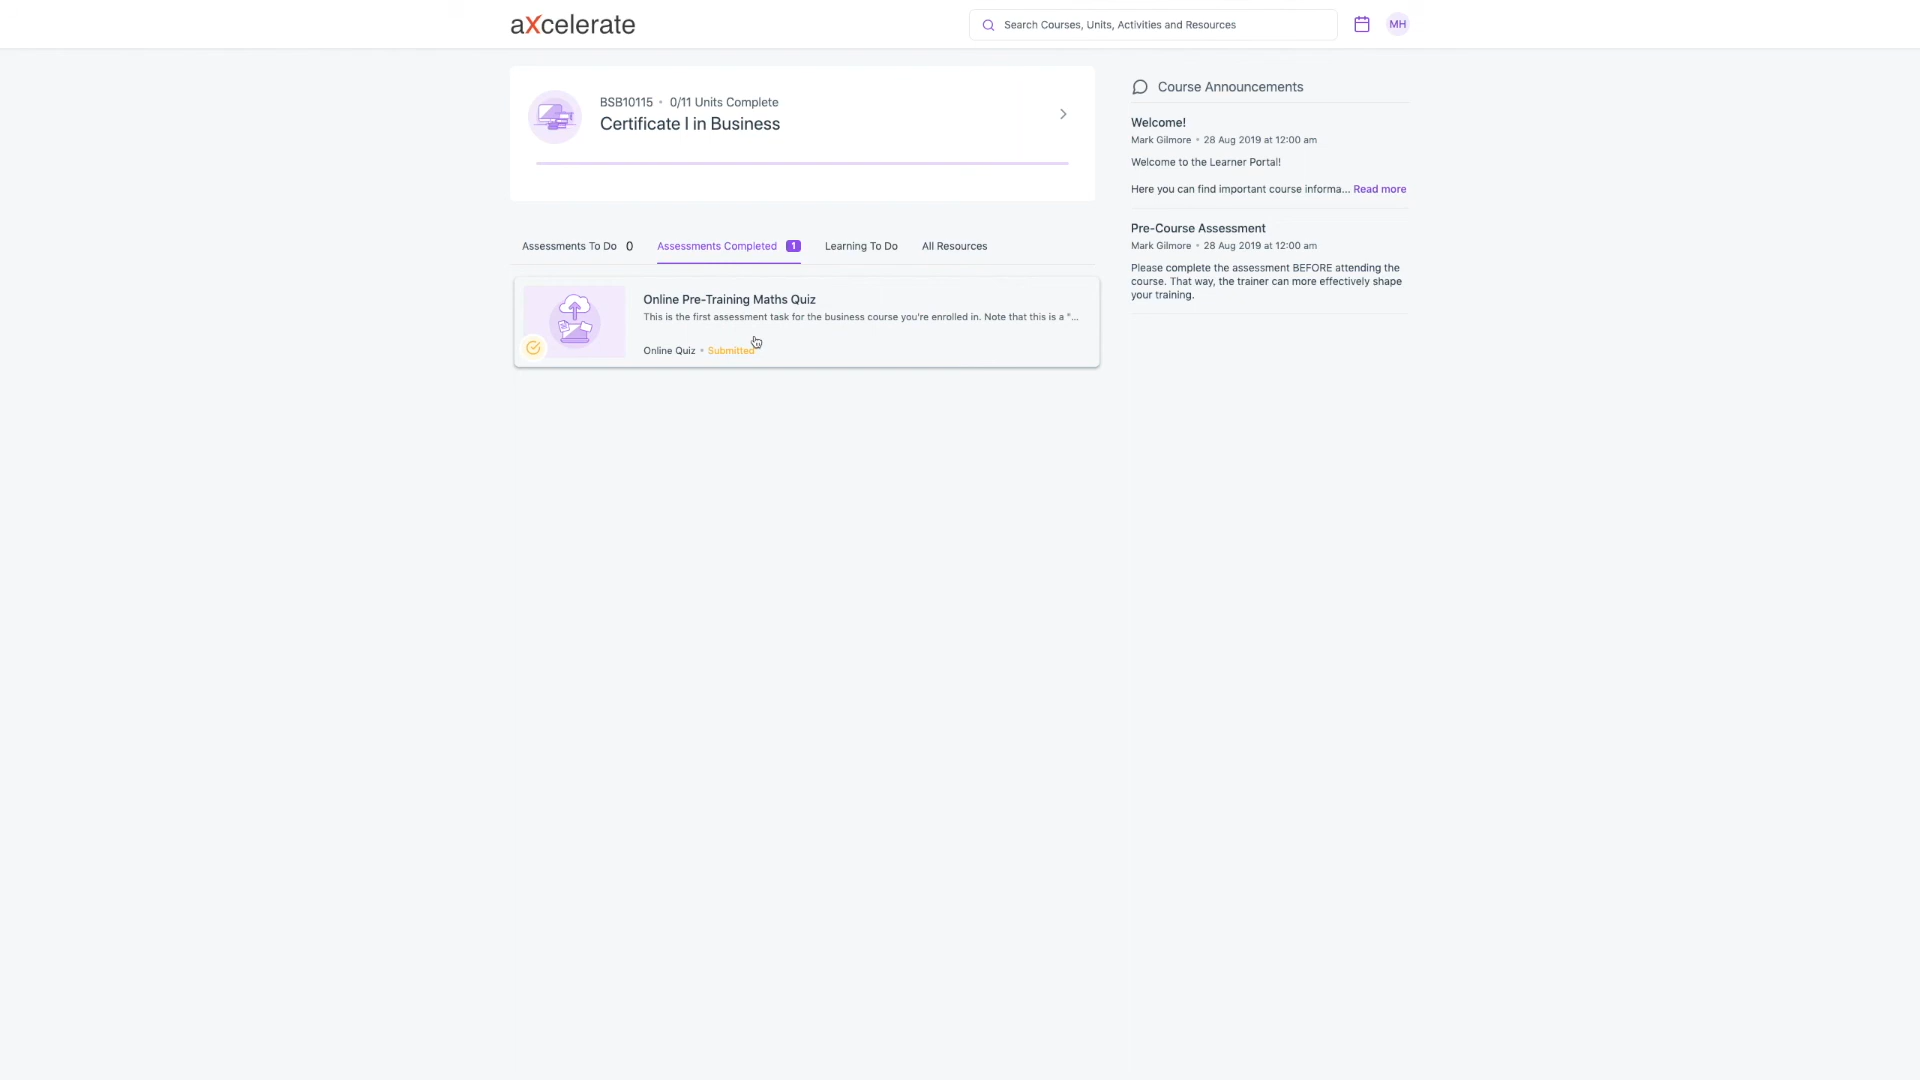 aXcelerate
Search Courses, Units, Activities and Resources
MH
BSB10115 • 0/11 Units Complete
Certificate I in Business
Assessments To Do 0
Assessments Completed 1
Learning To Do
All Resources
Online Pre-Training Maths Quiz
This is the first assessment task for the business course you're enrolled in. Note that this is a "...
Online Quiz • Submitted
Course Announcements
Welcome!
Mark Gilmore • 28 Aug 2019 at 12:00 am
Welcome to the Learner Portal!
Here you can find important course informa... Read more
Pre-Course Assessment
Mark Gilmore • 28 Aug 2019 at 12:00 am
Please complete the assessment BEFORE attending the
course. That way, the trainer can more effectively shape
your training.